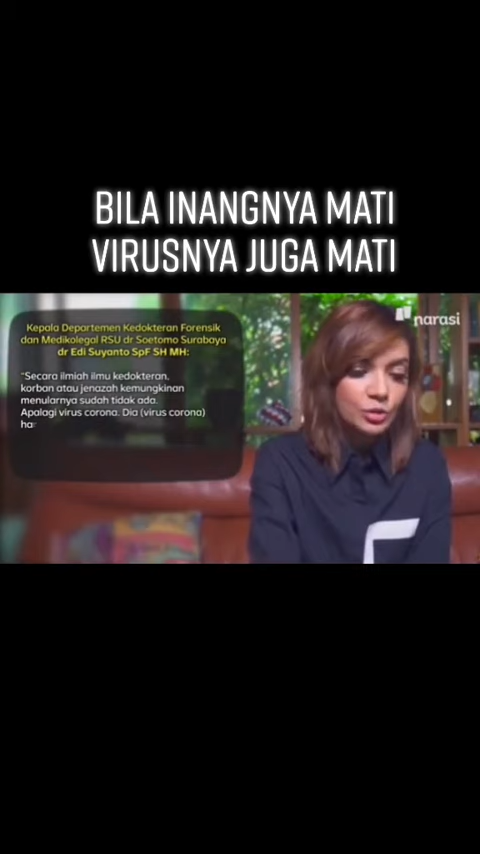 BILA INANGNYA MATI
VIRUSNYA JUGA MATI
narasi
Kepala Departemen Kedokteran Forensik
dan Medikolegal RSU dr Soetomo Surabaya
dr Edi Suyanto SpF SH MH:
"Secara ilmiah ilmu kedokteran,
korban atau jenazah kemungkinan
menularnya sudah tidak ada.
Apalagi virus corona. Dia (virus corona)
ha